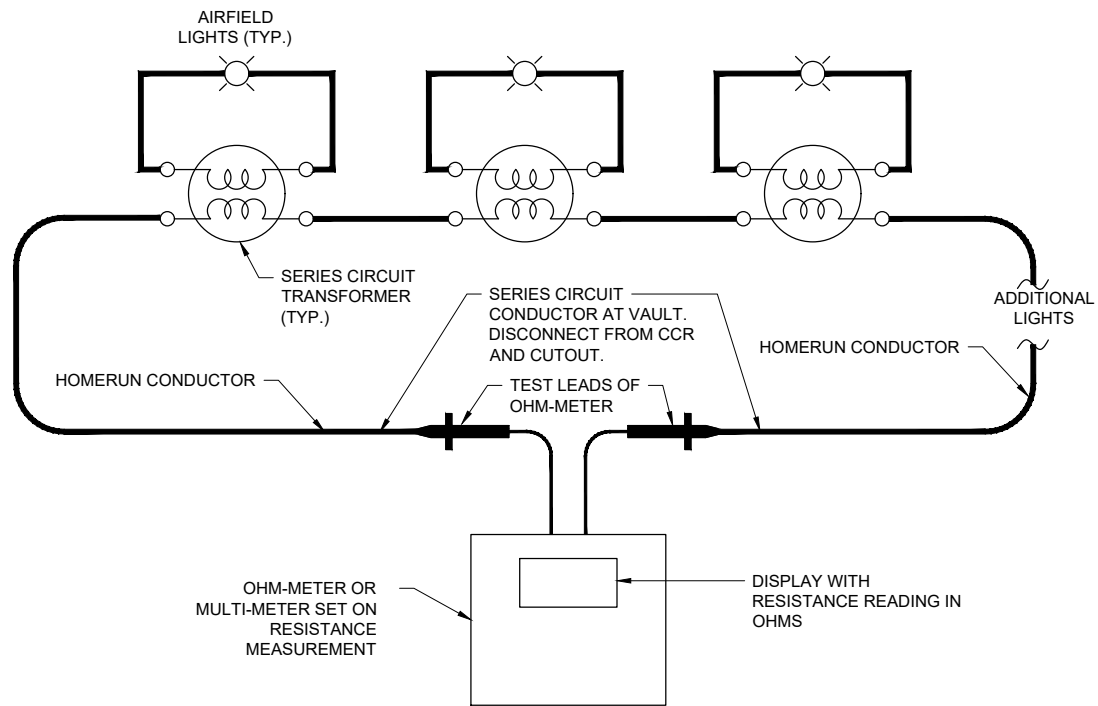 AIRFIELD
LIGHTS (TYP.)
SERIES CIRCUIT
TRANSFORMER
(TYP.)
SERIES CIRCUIT
CONDUCTOR AT VAULT.
DISCONNECT FROM CCR
AND CUTOUT.
ADDITIONAL
LIGHTS
HOMERUN CONDUCTOR
HOMERUN CONDUCTOR
TEST LEADS OF
OHM-METER
OHM-METER OR
MULTI-METER SET ON
RESISTANCE
MEASUREMENT
DISPLAY WITH
RESISTANCE READING IN
OHMS